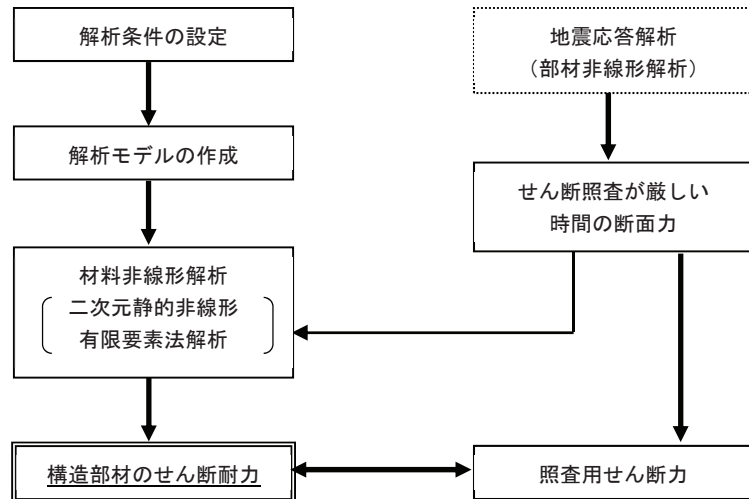 解析条件の設定
解析モデルの作成
材料非線形解析
二次元静的非線形
有限要素法解析
構造部材のせん断耐力
地震応答解析
（部材非線形解析）
せん断照査が厳しい
時間の断面力
照査用せん断力